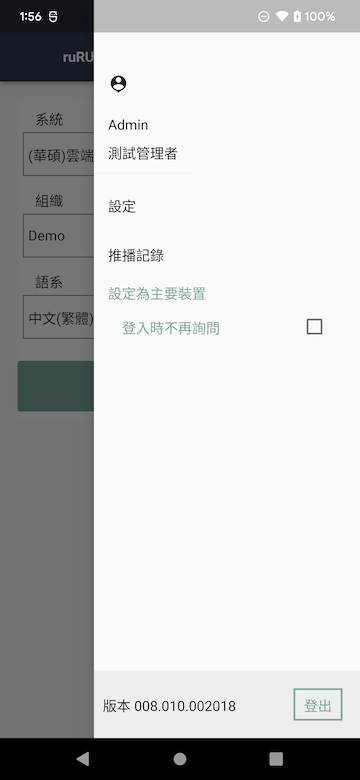 1:56
100%
ruRU
Admin
測試管理者
系統
(華碩)雲端
設定
組織
Demo
推播記錄
語系
設定為主要裝置
中文(繁體)
登入時不再詢問
版本 008.010.002018
登出